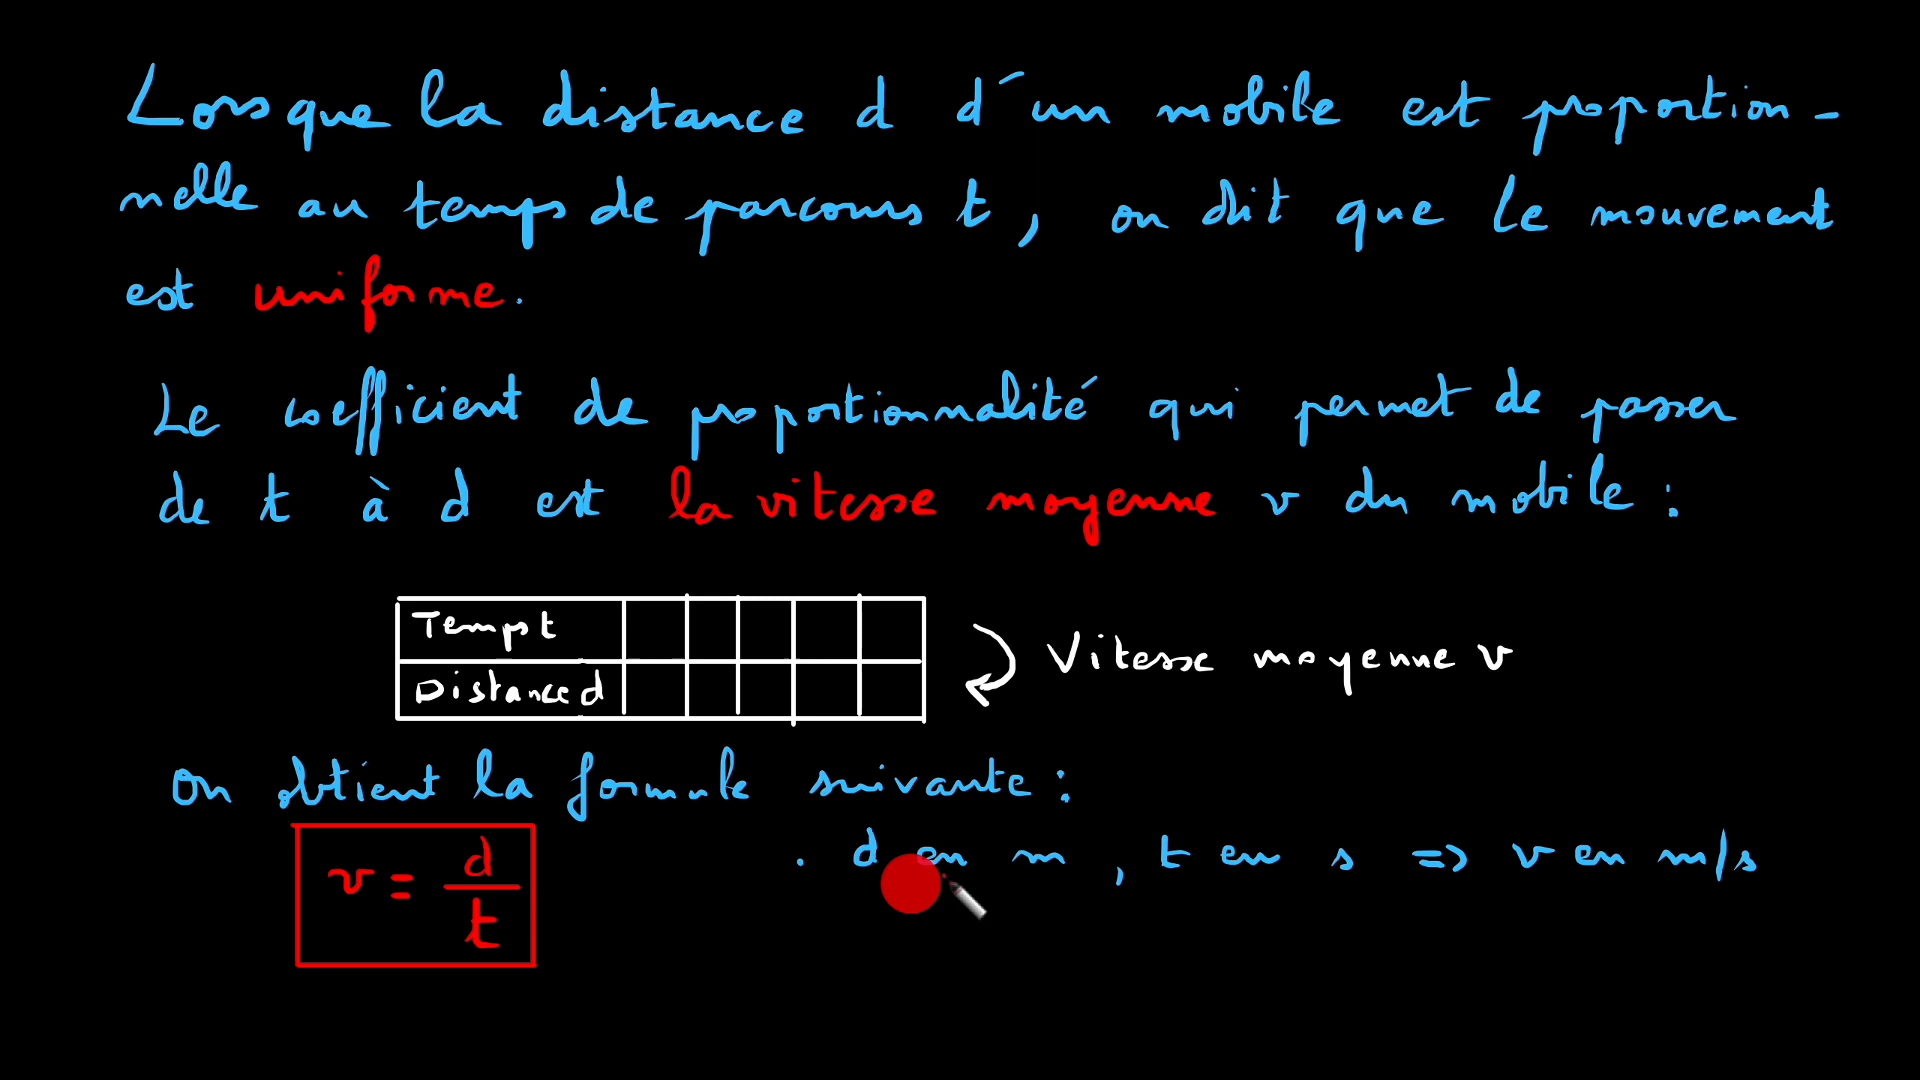 Lorsque la distance d d'un mobile est proportion-
nelle au temps de parcours t, on dit que le mouvement
est uniforme.
Le coefficient de proportionnalité qui permet de passer
de t à d est la vitesse moyenne v du mobile :
Temps t
Distance d
Vitesse moyenne v
On obtient la formule suivante :
v = d/t
. d en m, t en s => v en m/s